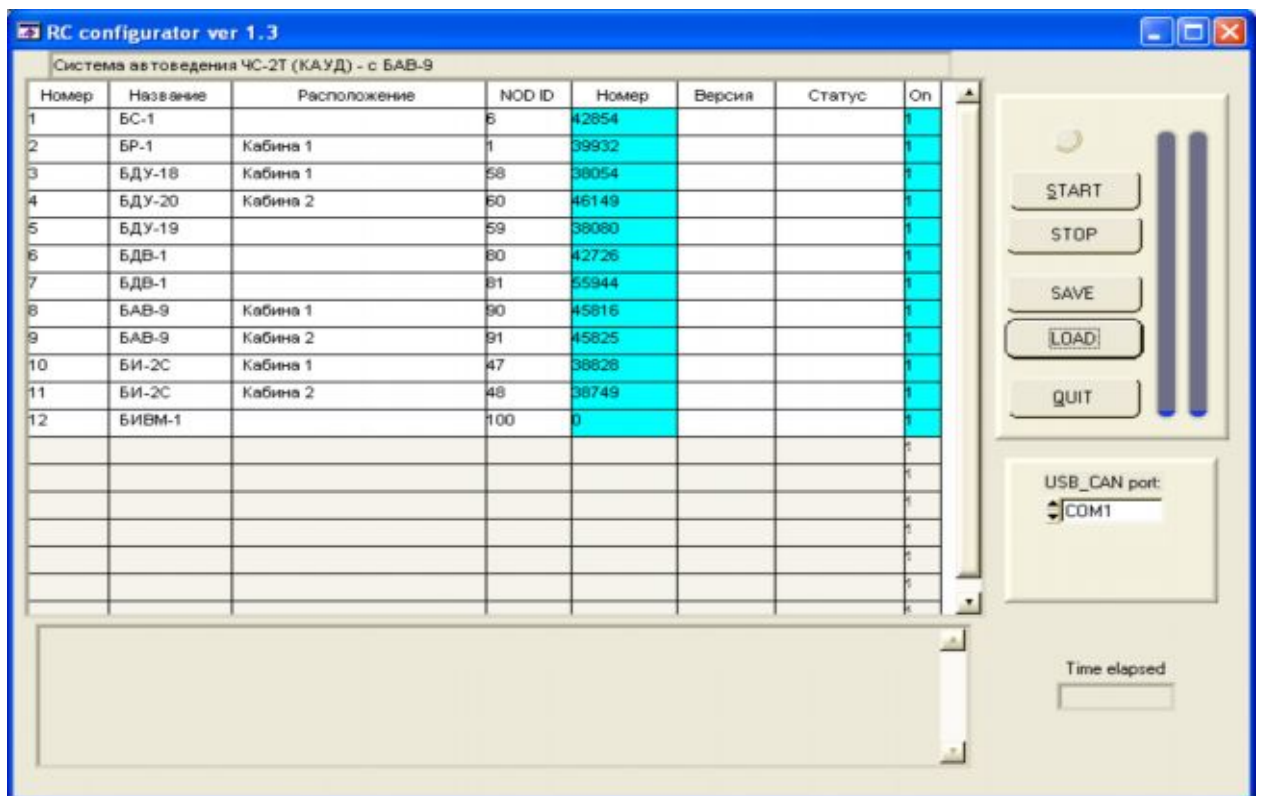 RC configurator ver 1.3
Система автоведения ЧС-2Т (КАУД) - с БАВ-9
Номер Название Расположение NOD ID Номер Версия Статус On
1 БС-1 6 42854 1
2 БР-1 Кабина 1 1 39932 1
3 БДУ-18 Кабина 1 58 38054 1
4 БДУ-20 Кабина 2 60 46149 1
5 БДУ-19 59 38080 1
6 БДВ-1 80 42726 1
7 БДВ-1 81 55944 1
8 БАВ-9 Кабина 1 90 45816 1
9 БАВ-9 Кабина 2 91 45825 1
10 БИ-2С Кабина 1 47 38828 1
11 БИ-2С Кабина 2 48 38749 1
12 БИВМ-1 100 0 1
1
1
1
1
1
1
START
STOP
SAVE
LOAD
QUIT
USB_CAN port:
COM1
Time elapsed